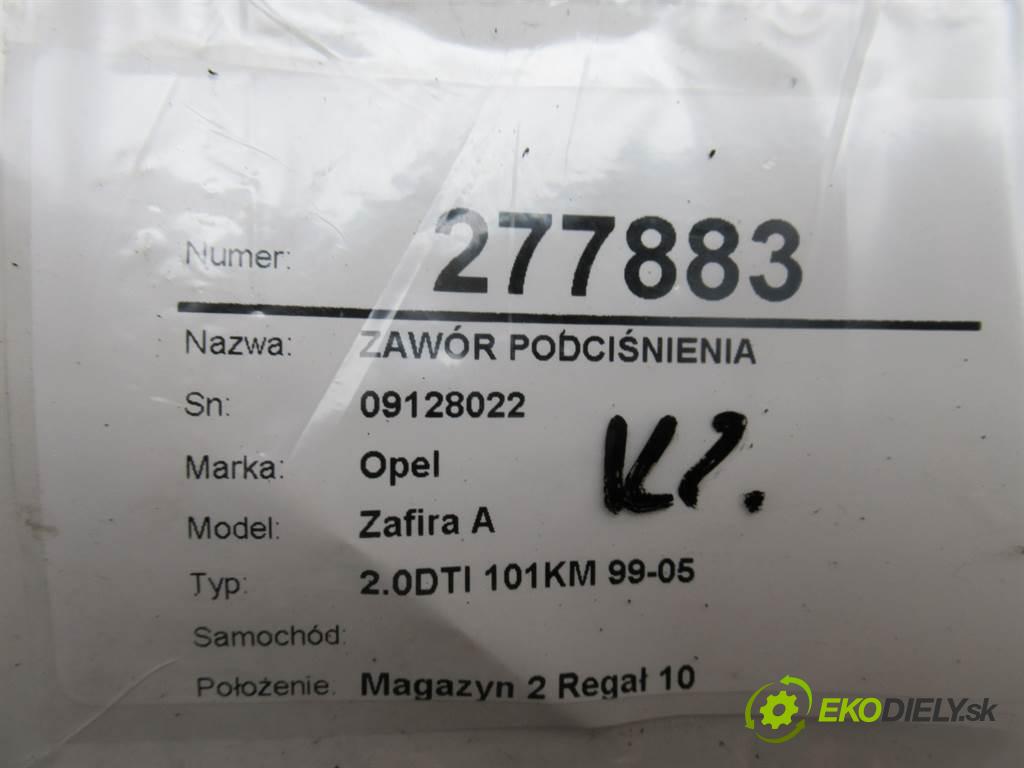 Numer: 277883
Nazwa: ZAWÓR PODCIŚNIENIA
Sn: 09128022
Marka: Opel
Model: Zafira A
Typ: 2.0DTI 101KM 99-05
Samochód:
Położenie. Magazyn 2 Regał 10
EKODIELY.sk